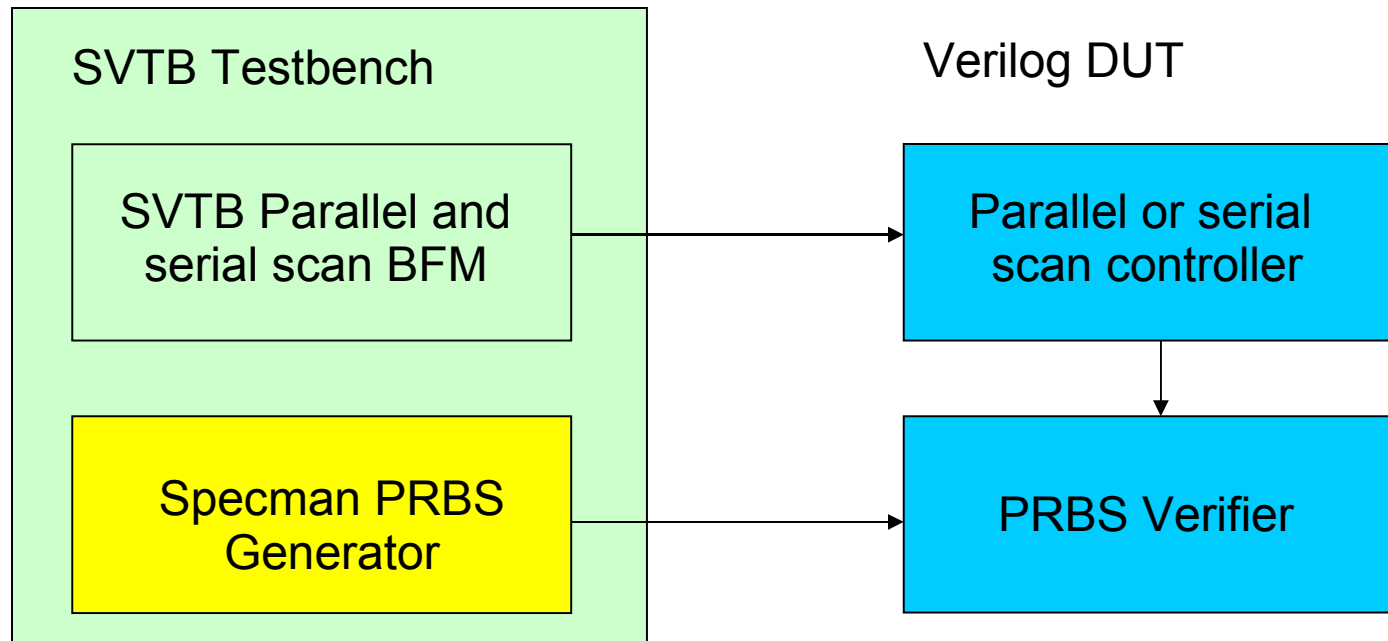 SVTB Testbench
Verilog DUT
SVTB Parallel and
serial scan BFM
Parallel or serial
scan controller
Specman PRBS
Generator
PRBS Verifier